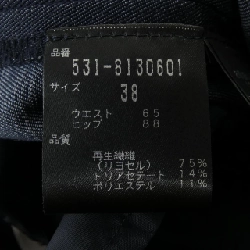 品番
531-8130601
サイズ
38
ウエスト 65
ヒップ 88
品質
再生繊維
(リヨセル) 75%
トリアセテート 14%
ポリエステル 11%